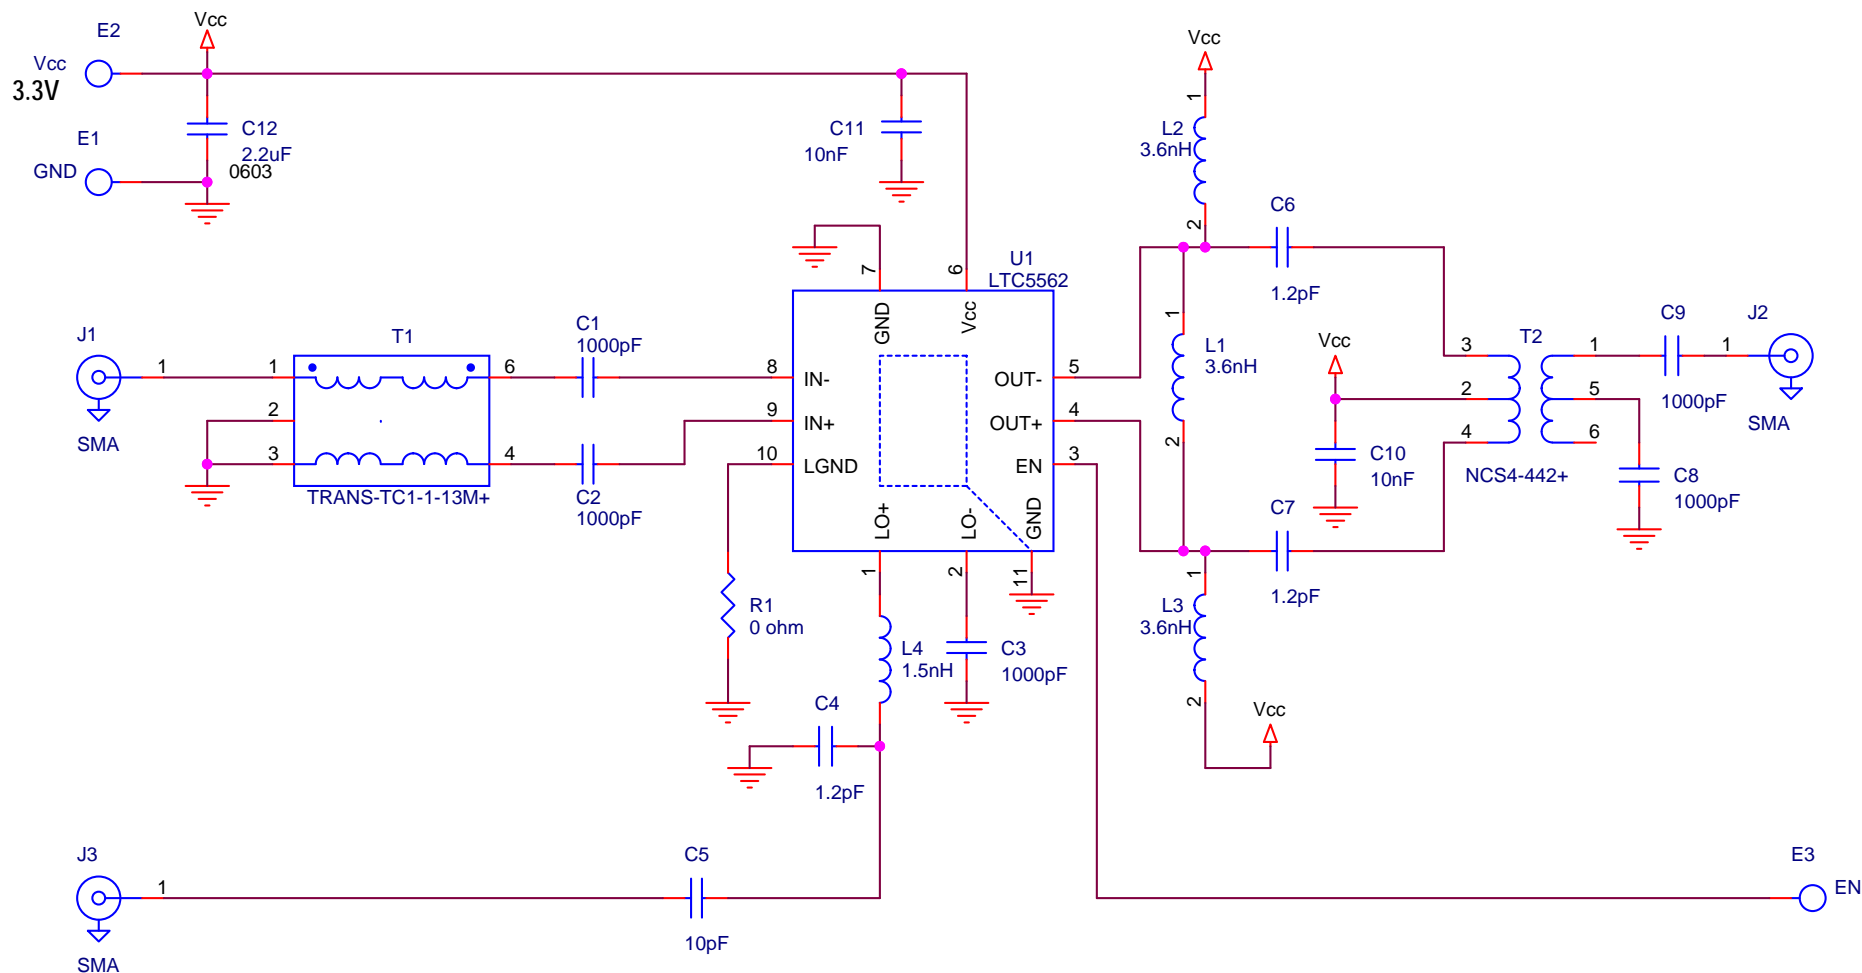 Vcc
E2
Vcc
3.3V
C12
2.2uF
0603
E1
GND
C11
10nF
Vcc
1
L2
3.6nH
2
C6
1.2pF
U1
LTC5562
7
6
GND
Vcc
J1
1
SMA
T1
1
2
3
6
4
TRANS-TC1-1-13M+
C1
1000pF
C2
1000pF
8
IN-
9
IN+
10
LGND
OUT-
5
OUT+
4
EN
3
LO+
LO-
GND
1
2
11
1
L1
3.6nH
2
Vcc
C10
10nF
3
2
4
T2
NCS4-442+
1
5
6
C9
1000pF
1
J2
SMA
C8
1000pF
C7
1.2pF
1
L3
3.6nH
2
Vcc
R1
0 ohm
L4
1.5nH
C3
1000pF
C4
1.2pF
J3
1
SMA
C5
10pF
E3
EN